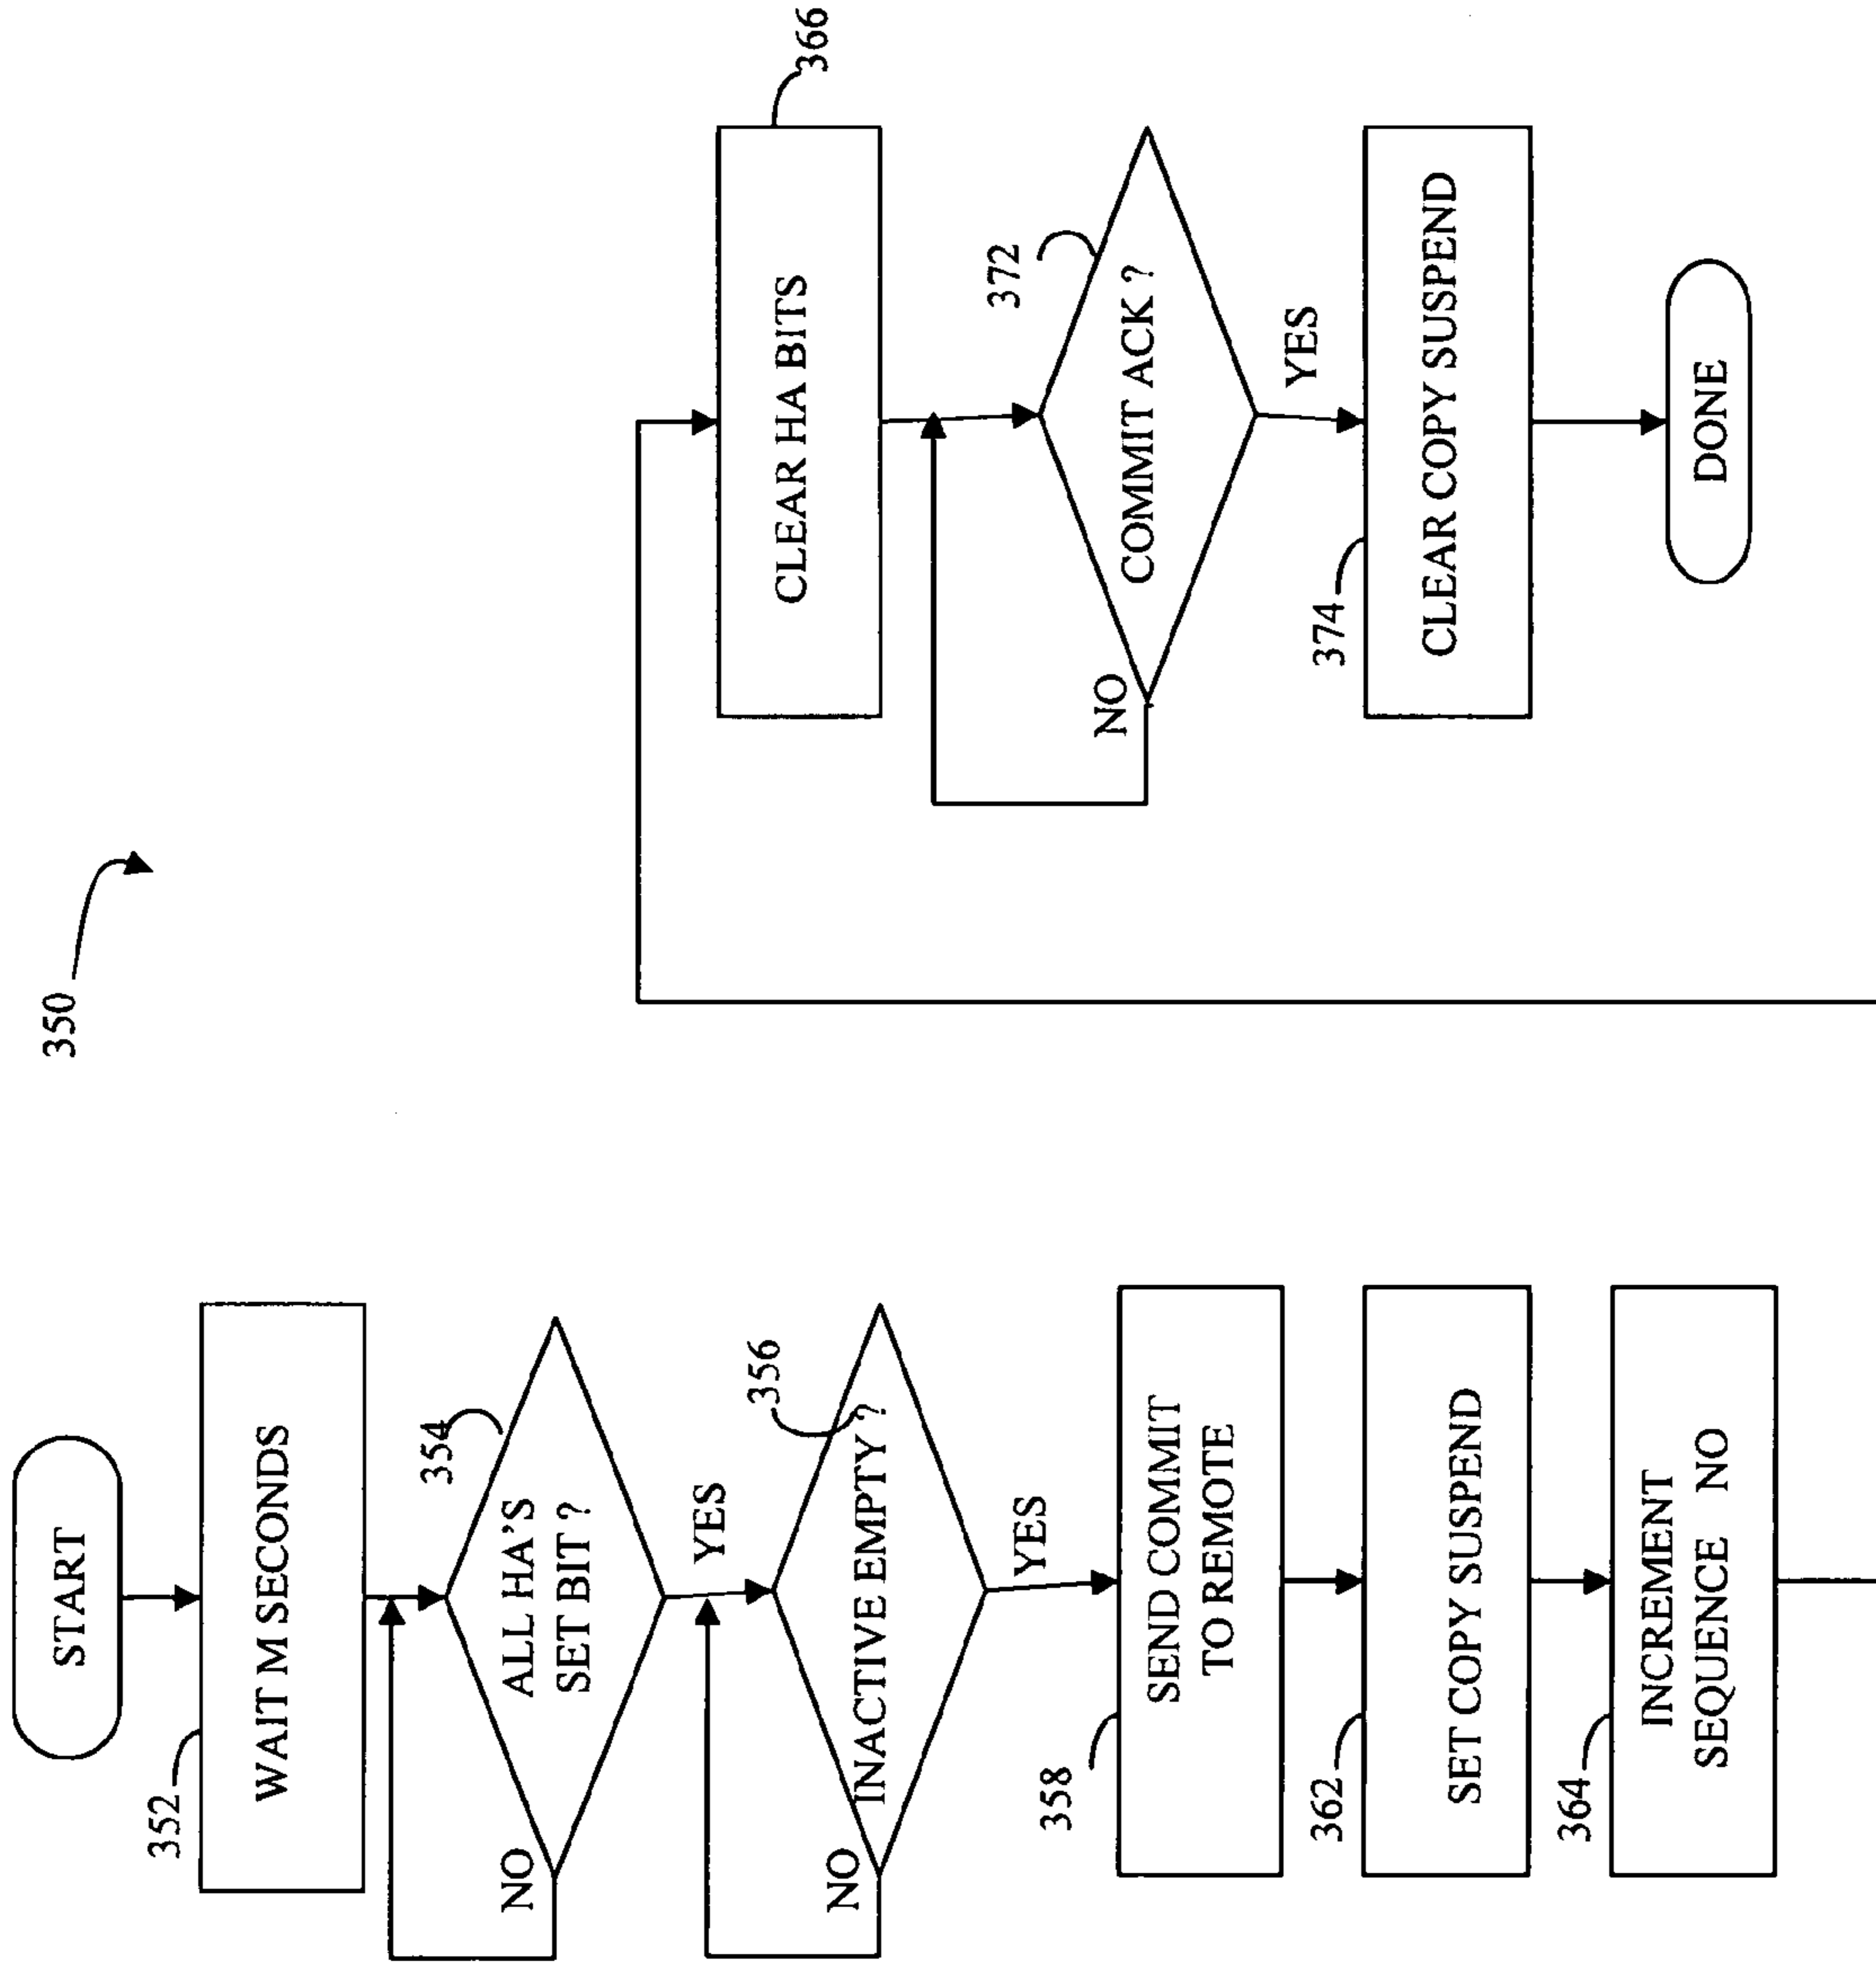 350
START
352
WAIT M SECONDS
354
ALL HA'S
SET BIT ?
NO
YES
356
INACTIVE EMPTY ?
NO
YES
358
SEND COMMIT
TO REMOTE
362
SET COPY SUSPEND
364
INCREMENT
SEQUENCE NO
366
CLEAR HA BITS
372
COMMIT ACK ?
NO
YES
374
CLEAR COPY SUSPEND
DONE